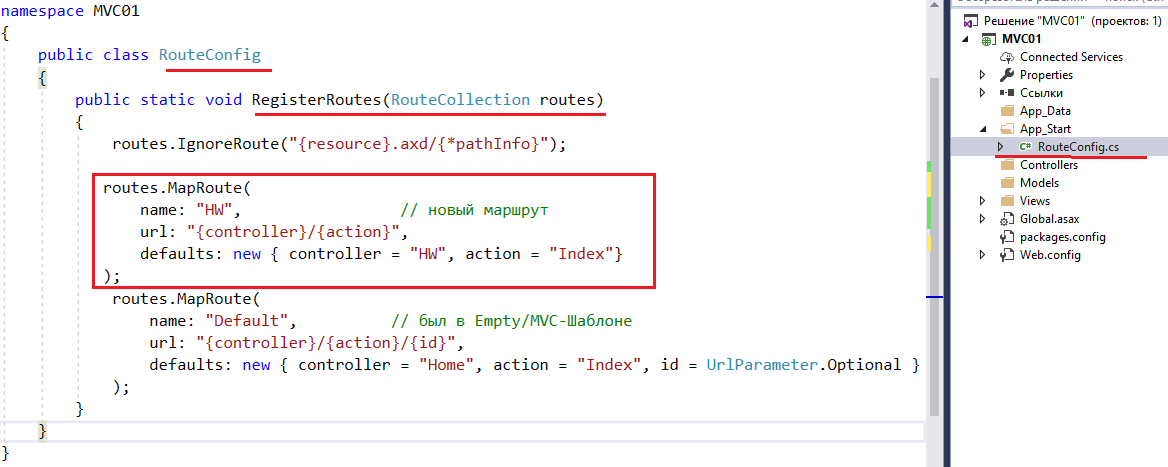 namespace MVC01
{
public class RouteConfig
{
public static void RegisterRoutes(RouteCollection routes)
{
routes.IgnoreRoute("{resource}.axd/{*pathInfo}");
routes.MapRoute(
name: "HW", // новый маршрут
url: "{controller}/{action}",
defaults: new { controller = "HW", action = "Index"}
);
routes.MapRoute(
name: "Default", // был в Empty/MVC-Шаблоне
url: "{controller}/{action}/{id}",
defaults: new { controller = "Home", action = "Index", id = UrlParameter.Optional }
);
}
}
}
Решение "MVC01" (проектов: 1)
MVC01
Connected Services
Properties
Ссылки
App_Data
App_Start
C# RouteConfig.cs
Controllers
Models
Views
Global.asax
packages.config
Web.config